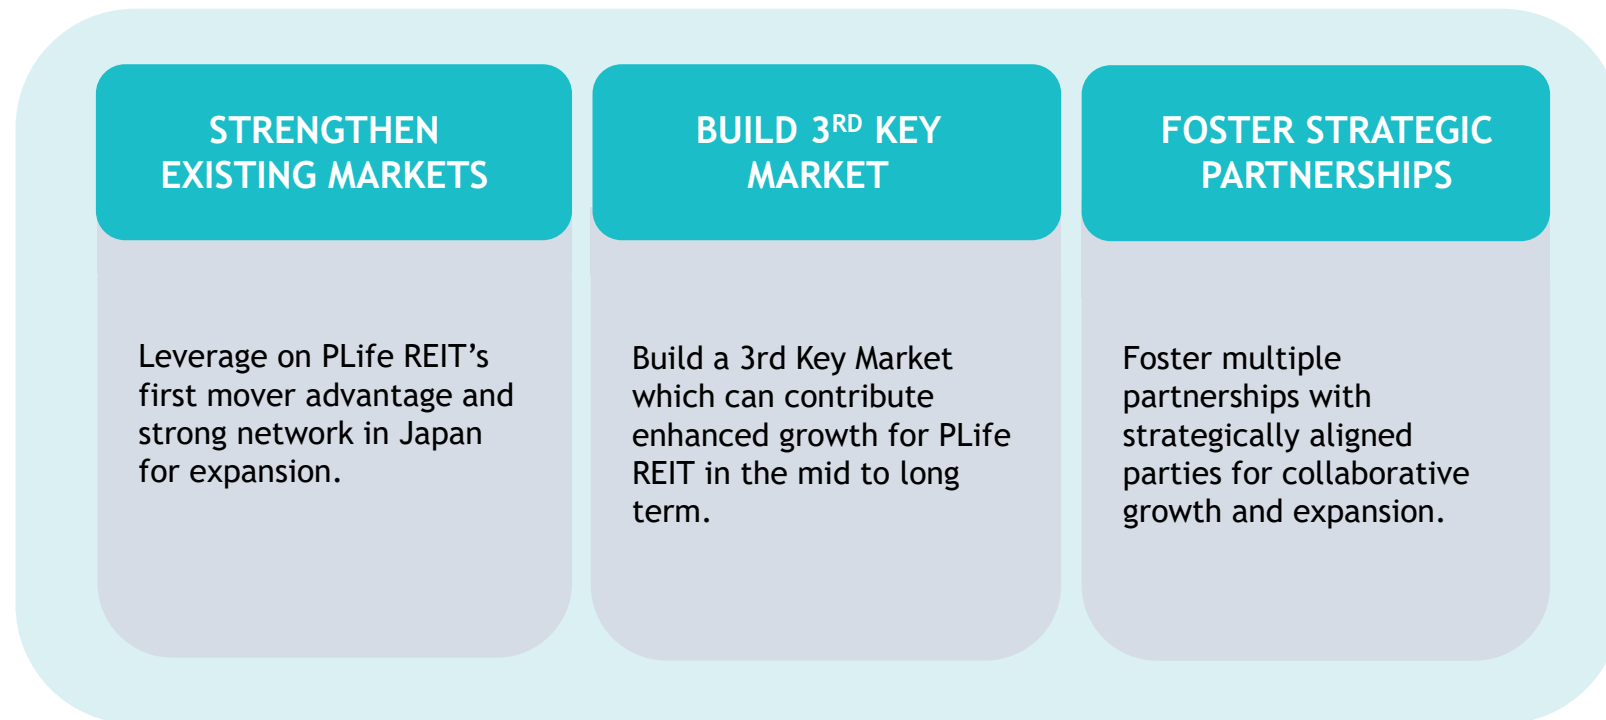 STRENGTHEN
EXISTING MARKETS
Leverage on PLife REIT’s
first mover advantage and
strong network in Japan
for expansion.
BUILD 3RD KEY
MARKET
Build a 3rd Key Market
which can contribute
enhanced growth for PLife
REIT in the mid to long
term.
FOSTER STRATEGIC
PARTNERSHIPS
Foster multiple
partnerships with
strategically aligned
parties for collaborative
growth and expansion.